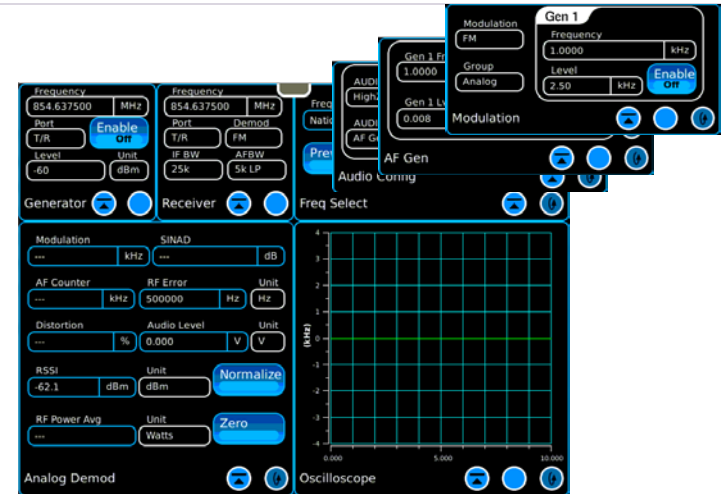 Modulation
Gen 1
FM
Frequency
1.0000 kHz
Group
Analog
Level
2.50 kHz
Enable
Off
Modulation
Gen 1
1.0000
Gen 1
0.008
AF Gen
Audio Config
Frequency
854.637500 MHz
Port
T/R
Enable
Off
Level Unit
-60 dBm
Generator
Frequency
854.637500 MHz
Port Demod
T/R FM
IF BW AFBW
25k 5k LP
Receiver
Freq Select
Modulation SINAD
--- kHz --- dB
AF Counter RF Error Unit
--- kHz 500000 Hz Hz
Distortion Audio Level Unit
--- % 0.000 V V
RSSI Unit
-62.1 dBm dBm
Normalize
RF Power Avg Unit
--- Watts
Zero
Analog Demod
(kHz)
4
3
2
1
0
-1
-2
-3
-4
0.000 5.000 10.000
Oscilloscope